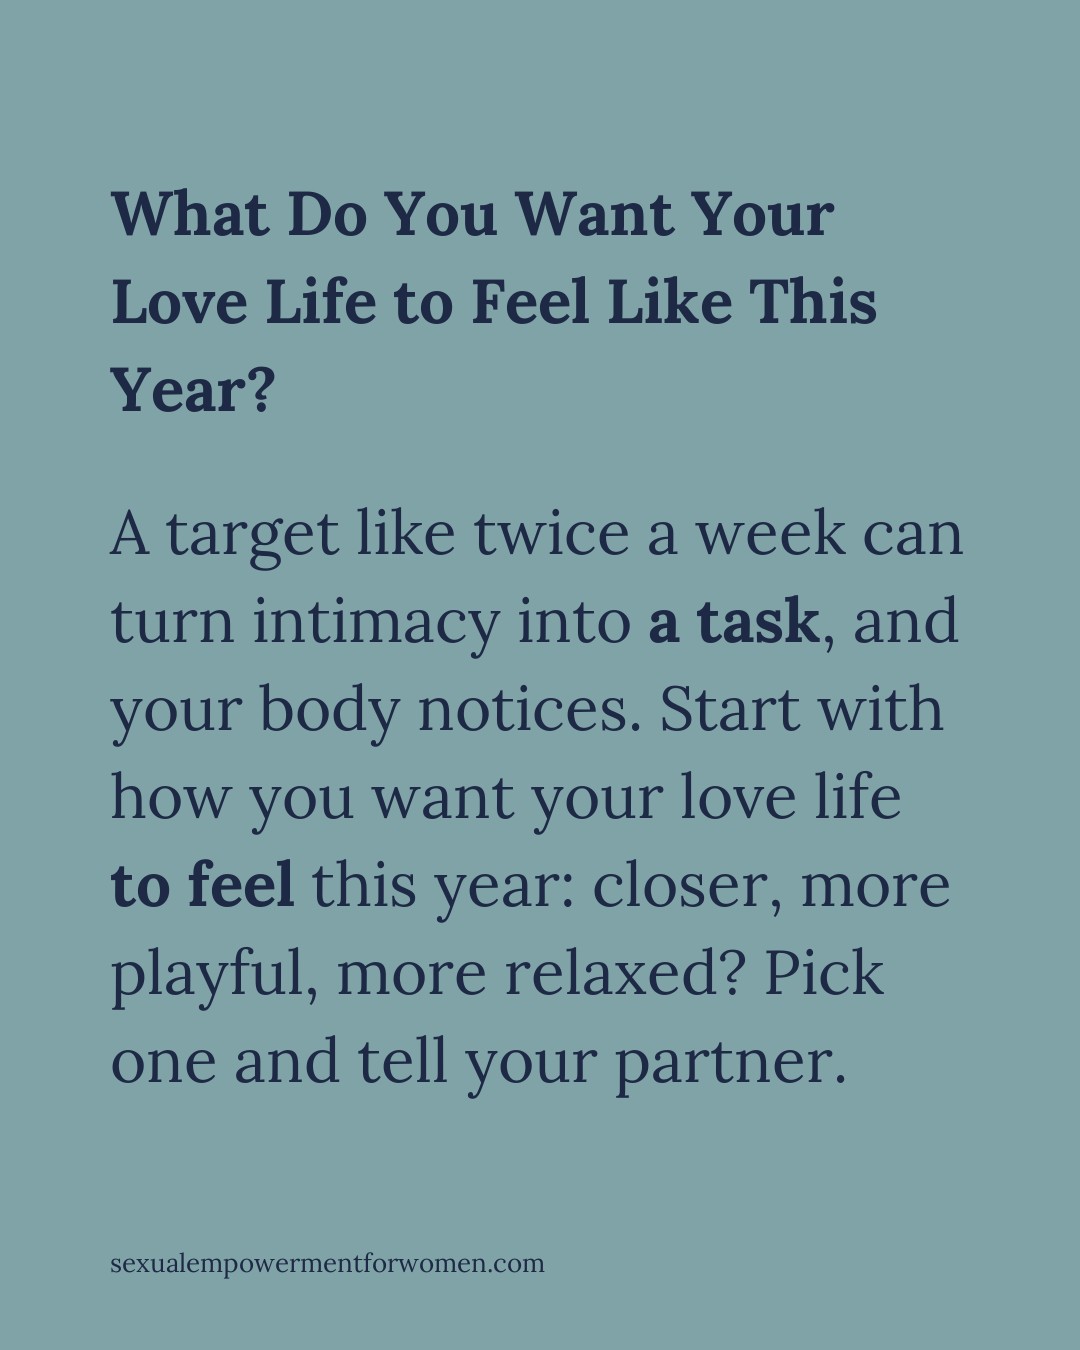 What Do You Want Your
Love Life to Feel Like This
Year?
A target like twice a week can
turn intimacy into a task, and
your body notices. Start with
how you want your love life
to feel this year: closer, more
playful, more relaxed? Pick
one and tell your partner.
sexualempowermentforwomen.com